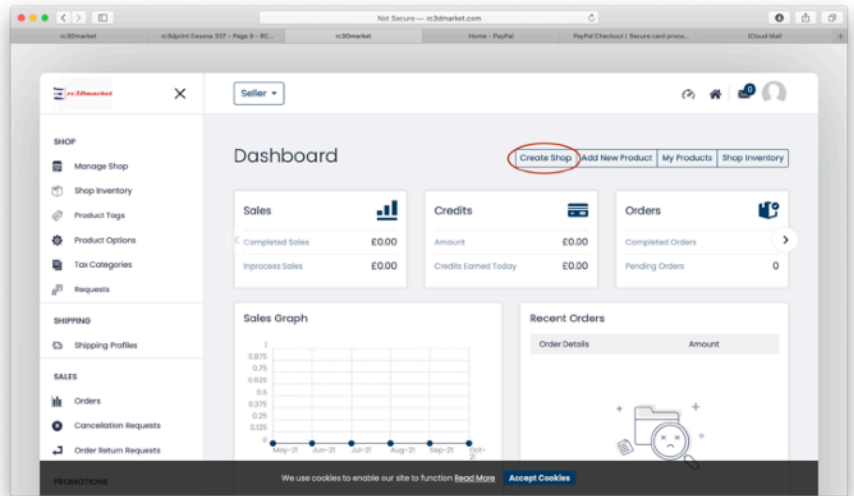 Not Secure — rc3dmarket.com
rc3Dmarket
rc3dprint Cessna 337 - Page 9 - RC...
rc3Dmarket
Home - PayPal
PayPal Checkout | Secure card proce...
iCloud Mail
rc3dmarket
Seller
0
SHOP
Manage Shop
Shop Inventory
Product Tags
Product Options
Tax Categories
Requests
SHIPPING
Shipping Profiles
SALES
Orders
Cancellation Requests
Order Return Requests
PROMOTIONS
Dashboard
Create Shop Add New Product My Products Shop Inventory
Sales
Completed Sales £0.00
Inprocess Sales £0.00
Credits
Amount £0.00
Credits Earned Today £0.00
Orders
Completed Orders
Pending Orders 0
Sales Graph
1
0.875
0.75
0.625
0.5
0.375
0.25
0.125
0
May-21 Jun-21 Jul-21 Aug-21 Sep-21 Oct-21
Recent Orders
Order Details Amount
We use cookies to enable our site to function Read More Accept Cookies